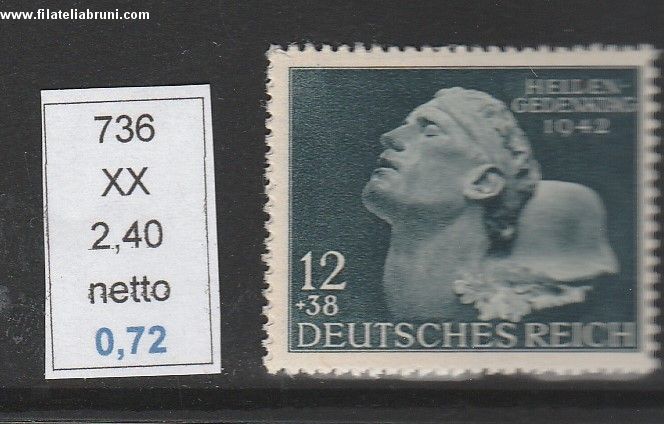 www.filateliabruni.com
736
XX
2,40
netto
0,72
HELDEN-
GEDENKTAG
1942
12
+38
DEUTSCHES REICH